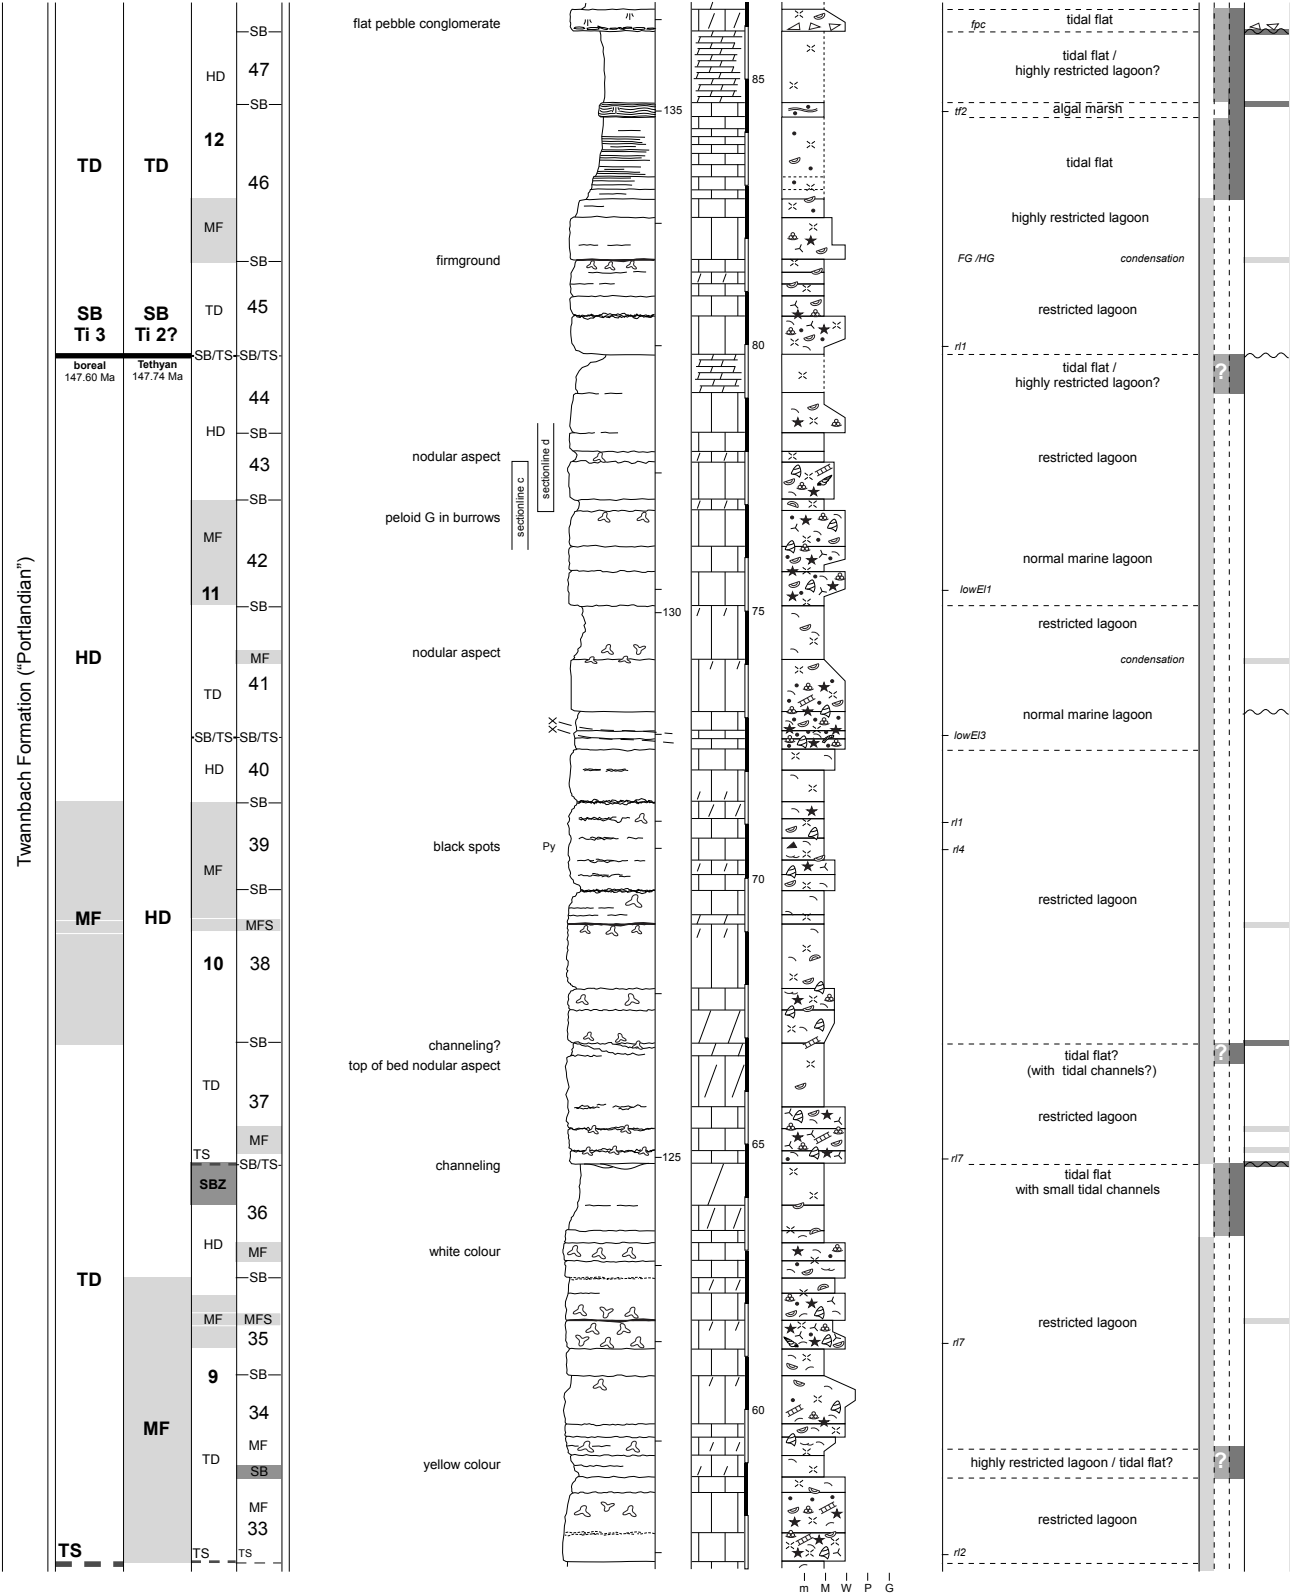 Twannbach Formation ("Portlandian")
flat pebble conglomerate
fpc
tidal flat
SB
47
HD
85
tidal flat /
highly restricted lagoon?
SB
135
tf2
algal marsh
12
TD
TD
46
tidal flat
MF
highly restricted lagoon
SB
firmground
FG /HG
condensation
SB
Ti 3
SB
Ti 2?
TD
45
restricted lagoon
SB/TS
SB/TS
80
rl1
boreal
147.60 Ma
Tethyan
147.74 Ma
tidal flat /
highly restricted lagoon?
?
44
HD
SB
43
nodular aspect
sectionline c
sectionline d
restricted lagoon
SB
peloid G in burrows
MF
42
normal marine lagoon
11
lowEl1
SB
130
75
restricted lagoon
HD
MF
nodular aspect
condensation
41
TD
X
X
normal marine lagoon
SB/TS
SB/TS
lowEl3
HD
40
SB
rl1
39
black spots
Py
rl4
MF
70
SB
restricted lagoon
MF
HD
MFS
10
38
SB
channeling?
top of bed nodular aspect
tidal flat?
(with tidal channels?)
?
TD
37
restricted lagoon
MF
65
TS
SB/TS
channeling
125
rl7
SBZ
tidal flat
with small tidal channels
36
HD
MF
white colour
TD
SB
MF
MFS
restricted lagoon
35
rl7
9
SB
34
60
MF
MF
TD
SB
yellow colour
highly restricted lagoon / tidal flat?
?
MF
33
restricted lagoon
TS
TS
TS
rl2
m M W P G